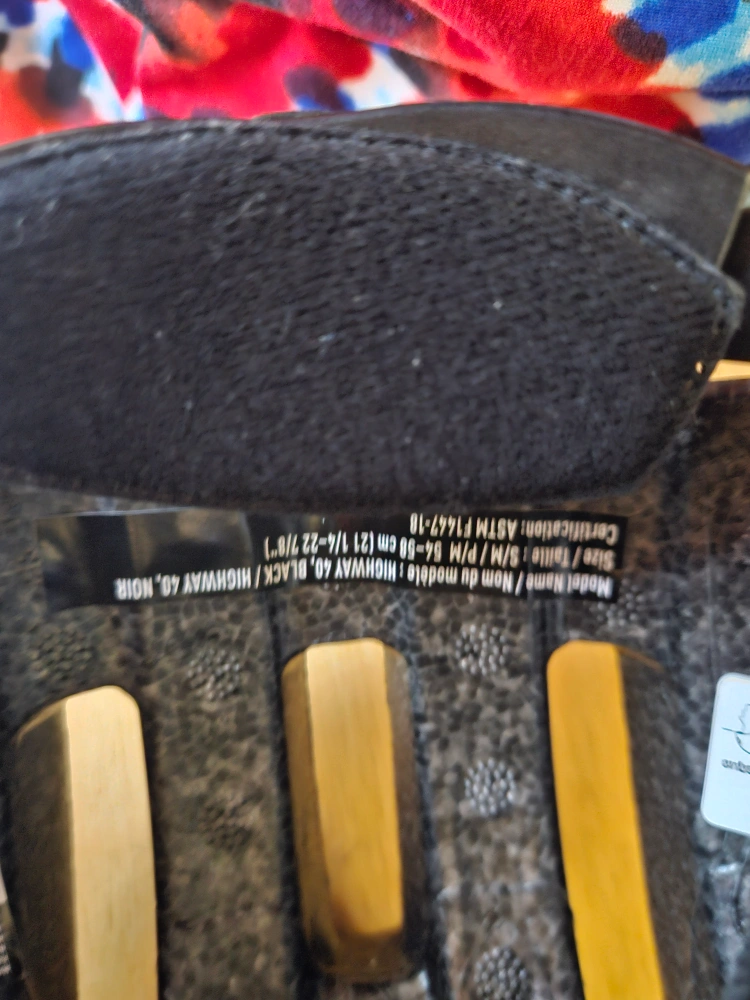 Model Name / Nom du modèle : HIGHWAY 40, BLACK / HIGHWAY 40, NOIR
Size / Taille : S/M / P/M 54-58 cm (21 1/4-22 7/8")
Certification: ASTM F1447-18